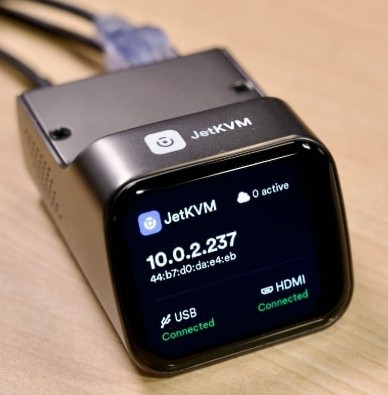 JetKVM
JetKVM
0 active
10.0.2.237
44:b7:d0:da:e4:eb
USB
Connected
HDMI
Connected